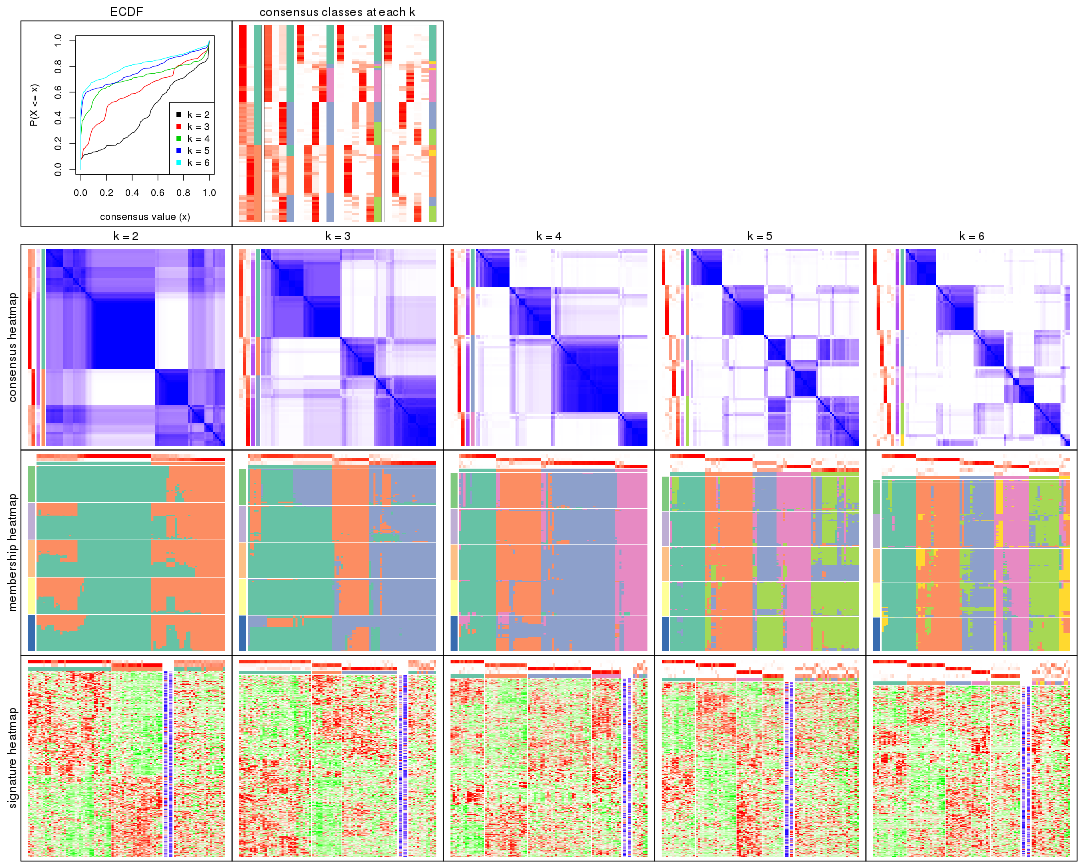 ECDF
consensus classes at each k
P(X <= x)
0.0 0.2 0.4 0.6 0.8 1.0
k = 2
k = 3
k = 4
k = 5
k = 6
0.0 0.2 0.4 0.6 0.8 1.0
consensus value (x)
k = 2 k = 3 k = 4 k = 5 k = 6
consensus heatmap
membership heatmap
signature heatmap